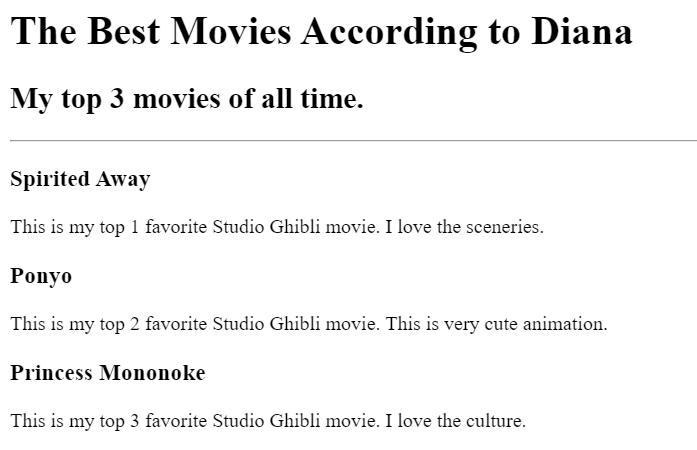 The Best Movies According to Diana
My top 3 movies of all time.
Spirited Away
This is my top 1 favorite Studio Ghibli movie. I love the sceneries.
Ponyo
This is my top 2 favorite Studio Ghibli movie. This is very cute animation.
Princess Mononoke
This is my top 3 favorite Studio Ghibli movie. I love the culture.